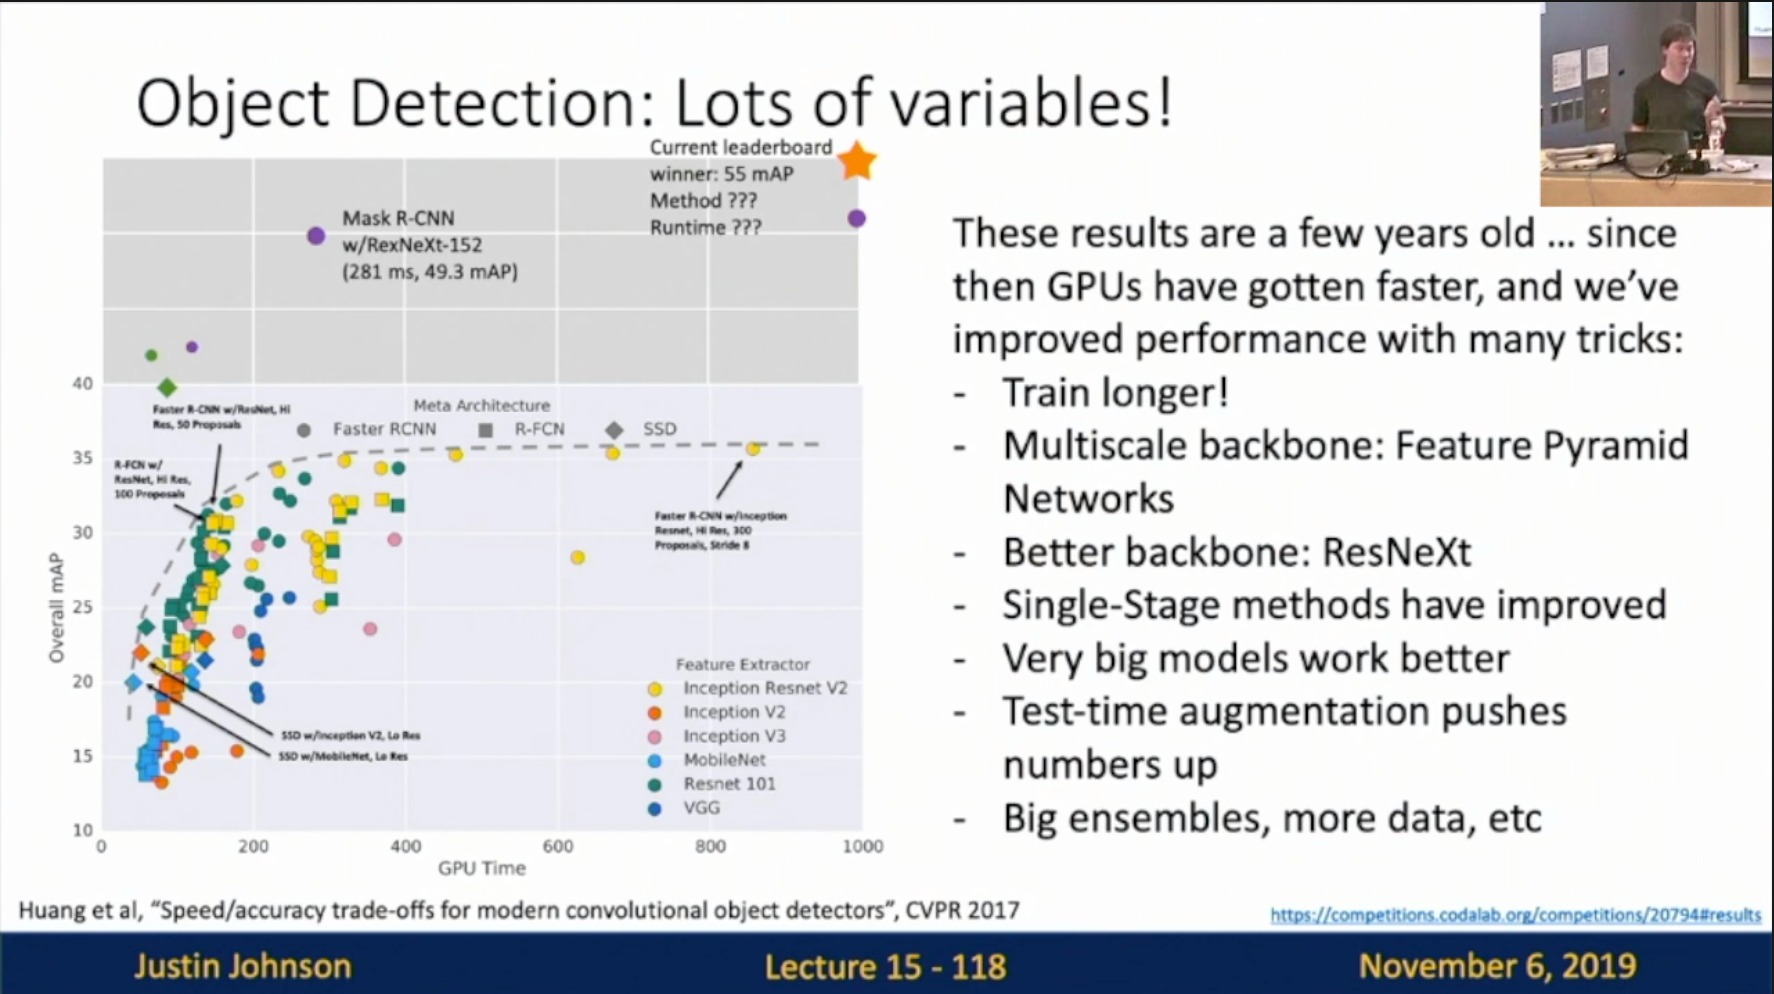 Object Detection: Lots of variables!
Current leaderboard
winner: 55 mAP
Method ???
Runtime ???
Mask R-CNN
w/RexNeXt-152
(281 ms, 49.3 mAP)
These results are a few years old … since
then GPUs have gotten faster, and we've
improved performance with many tricks:
- Train longer!
- Multiscale backbone: Feature Pyramid
Networks
- Better backbone: ResNeXt
- Single-Stage methods have improved
- Very big models work better
- Test-time augmentation pushes
numbers up
- Big ensembles, more data, etc
Meta Architecture
Faster RCNN R-FCN SSD
Faster R-CNN w/ResNet, Hi
Res, 50 Proposals
R-FCN w/
ResNet, Hi Res,
100 Proposals
Faster R-CNN w/Inception
Resnet, Hi Res, 300
Proposals, Stride 8
SSD w/Inception V2, Lo Res
SSD w/MobileNet, Lo Res
Feature Extractor
Inception Resnet V2
Inception V2
Inception V3
MobileNet
Resnet 101
VGG
Overall mAP
40
35
30
25
20
15
10
0 200 400 600 800 1000
GPU Time
Huang et al, “Speed/accuracy trade-offs for modern convolutional object detectors”, CVPR 2017
https://competitions.codalab.org/competitions/20794#results
Justin Johnson
Lecture 15 - 118
November 6, 2019